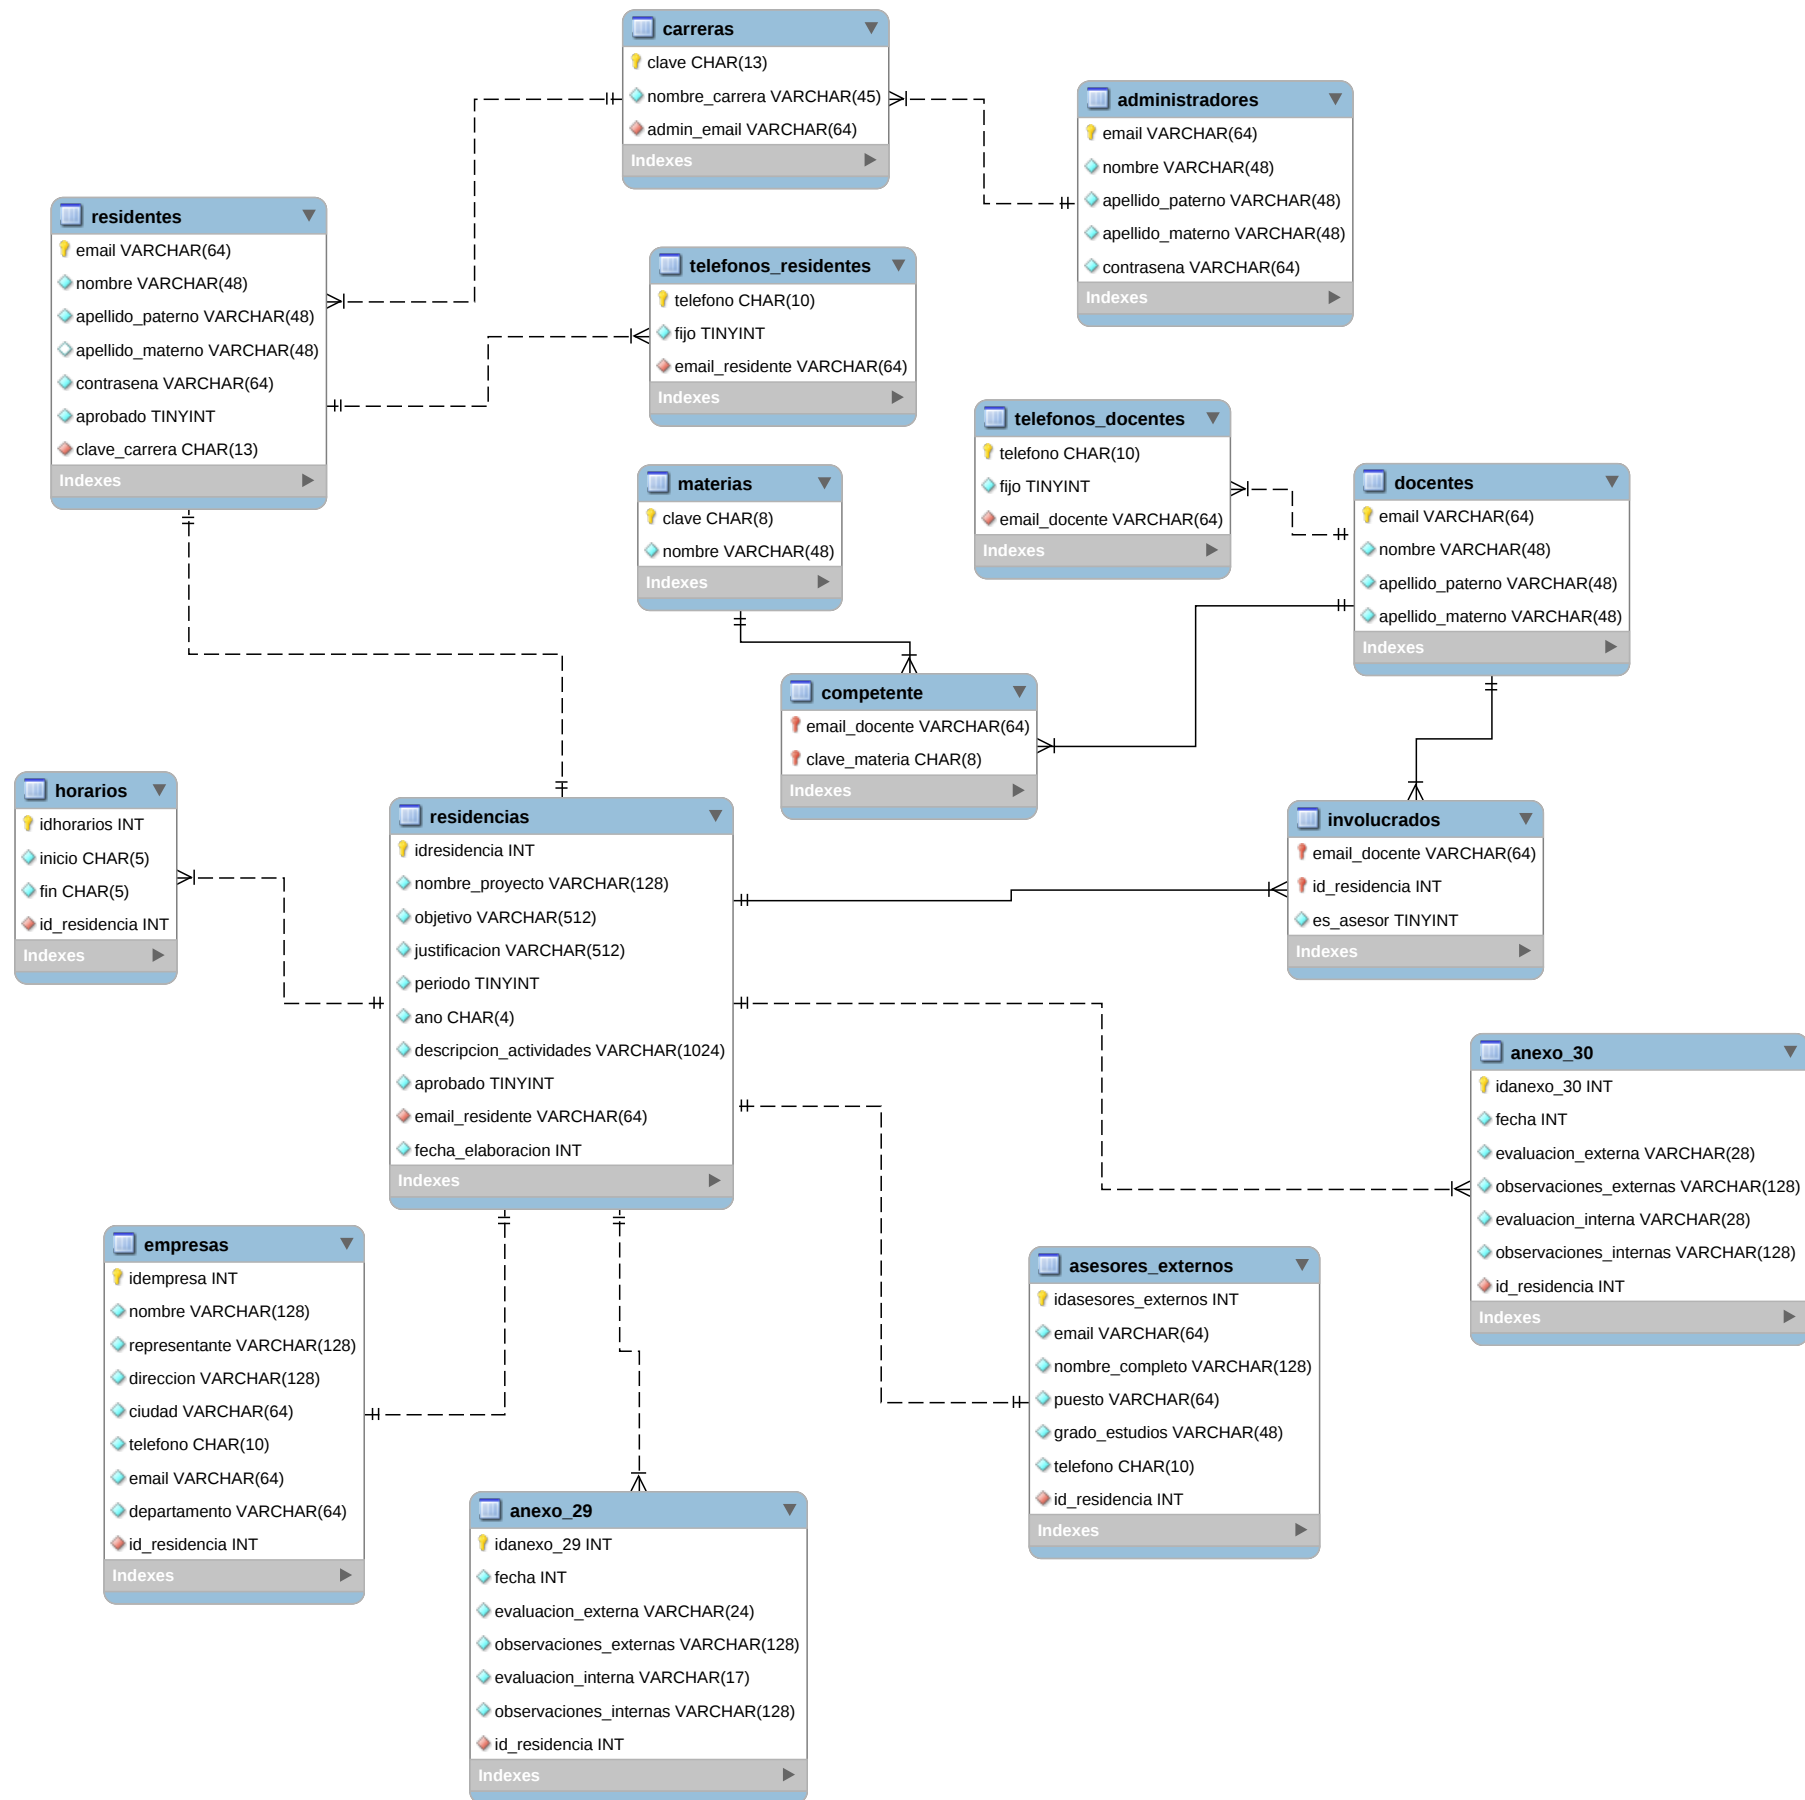 carreras
clave CHAR(13)
nombre_carrera VARCHAR(45)
admin_email VARCHAR(64)
Indexes
administradores
email VARCHAR(64)
nombre VARCHAR(48)
apellido_paterno VARCHAR(48)
apellido_materno VARCHAR(48)
contrasena VARCHAR(64)
Indexes
residentes
email VARCHAR(64)
nombre VARCHAR(48)
apellido_paterno VARCHAR(48)
apellido_materno VARCHAR(48)
contrasena VARCHAR(64)
aprobado TINYINT
clave_carrera CHAR(13)
Indexes
telefonos_residentes
telefono CHAR(10)
fijo TINYINT
email_residente VARCHAR(64)
Indexes
telefonos_docentes
telefono CHAR(10)
fijo TINYINT
email_docente VARCHAR(64)
Indexes
materias
clave CHAR(8)
nombre VARCHAR(48)
Indexes
docentes
email VARCHAR(64)
nombre VARCHAR(48)
apellido_paterno VARCHAR(48)
apellido_materno VARCHAR(48)
Indexes
competente
email_docente VARCHAR(64)
clave_materia CHAR(8)
Indexes
horarios
idhorarios INT
inicio CHAR(5)
fin CHAR(5)
id_residencia INT
Indexes
residencias
idresidencia INT
nombre_proyecto VARCHAR(128)
objetivo VARCHAR(512)
justificacion VARCHAR(512)
periodo TINYINT
ano CHAR(4)
descripcion_actividades VARCHAR(1024)
aprobado TINYINT
email_residente VARCHAR(64)
fecha_elaboracion INT
Indexes
involucrados
email_docente VARCHAR(64)
id_residencia INT
es_asesor TINYINT
Indexes
anexo_30
idanexo_30 INT
fecha INT
evaluacion_externa VARCHAR(28)
observaciones_externas VARCHAR(128)
evaluacion_interna VARCHAR(28)
observaciones_internas VARCHAR(128)
id_residencia INT
Indexes
empresas
idempresa INT
nombre VARCHAR(128)
representante VARCHAR(128)
direccion VARCHAR(128)
ciudad VARCHAR(64)
telefono CHAR(10)
email VARCHAR(64)
departamento VARCHAR(64)
id_residencia INT
Indexes
asesores_externos
idasesores_externos INT
email VARCHAR(64)
nombre_completo VARCHAR(128)
puesto VARCHAR(64)
grado_estudios VARCHAR(48)
telefono CHAR(10)
id_residencia INT
Indexes
anexo_29
idanexo_29 INT
fecha INT
evaluacion_externa VARCHAR(24)
observaciones_externas VARCHAR(128)
evaluacion_interna VARCHAR(17)
observaciones_internas VARCHAR(128)
id_residencia INT
Indexes